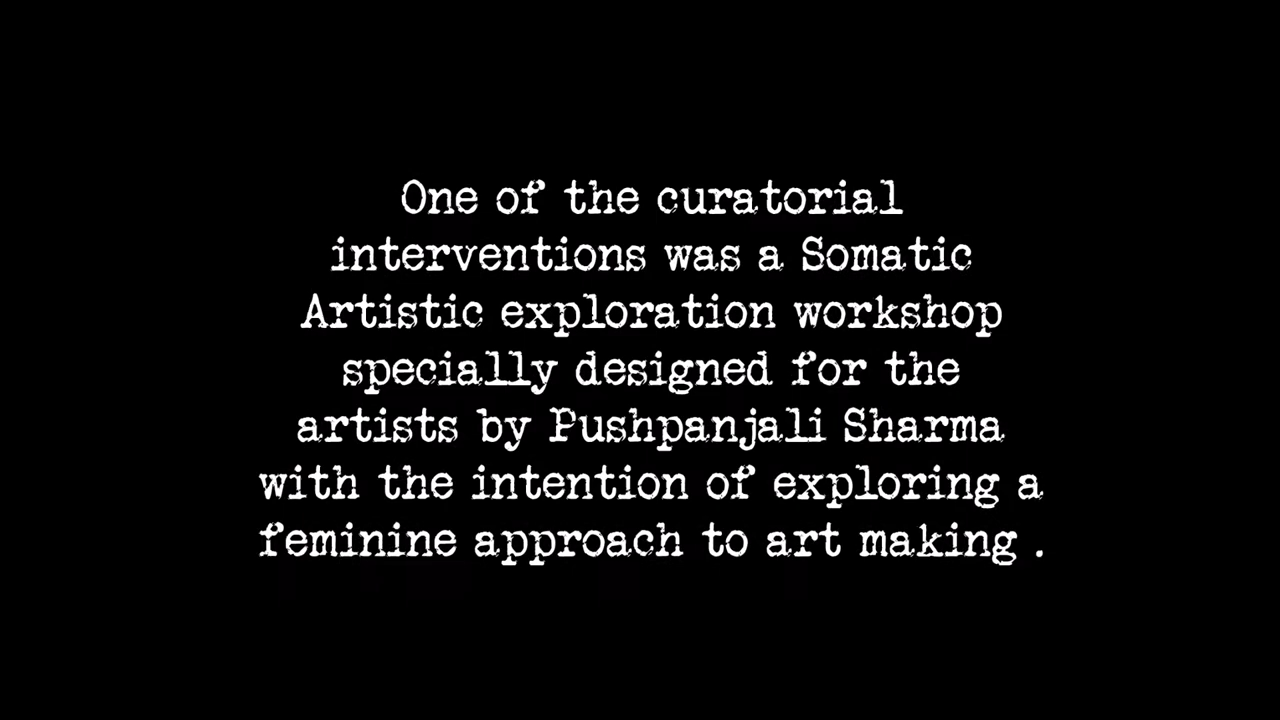 One of the curatorial
interventions was a Somatic
Artistic exploration workshop
specially designed for the
artists by Pushpanjali Sharma
with the intention of exploring a
feminine approach to art making .